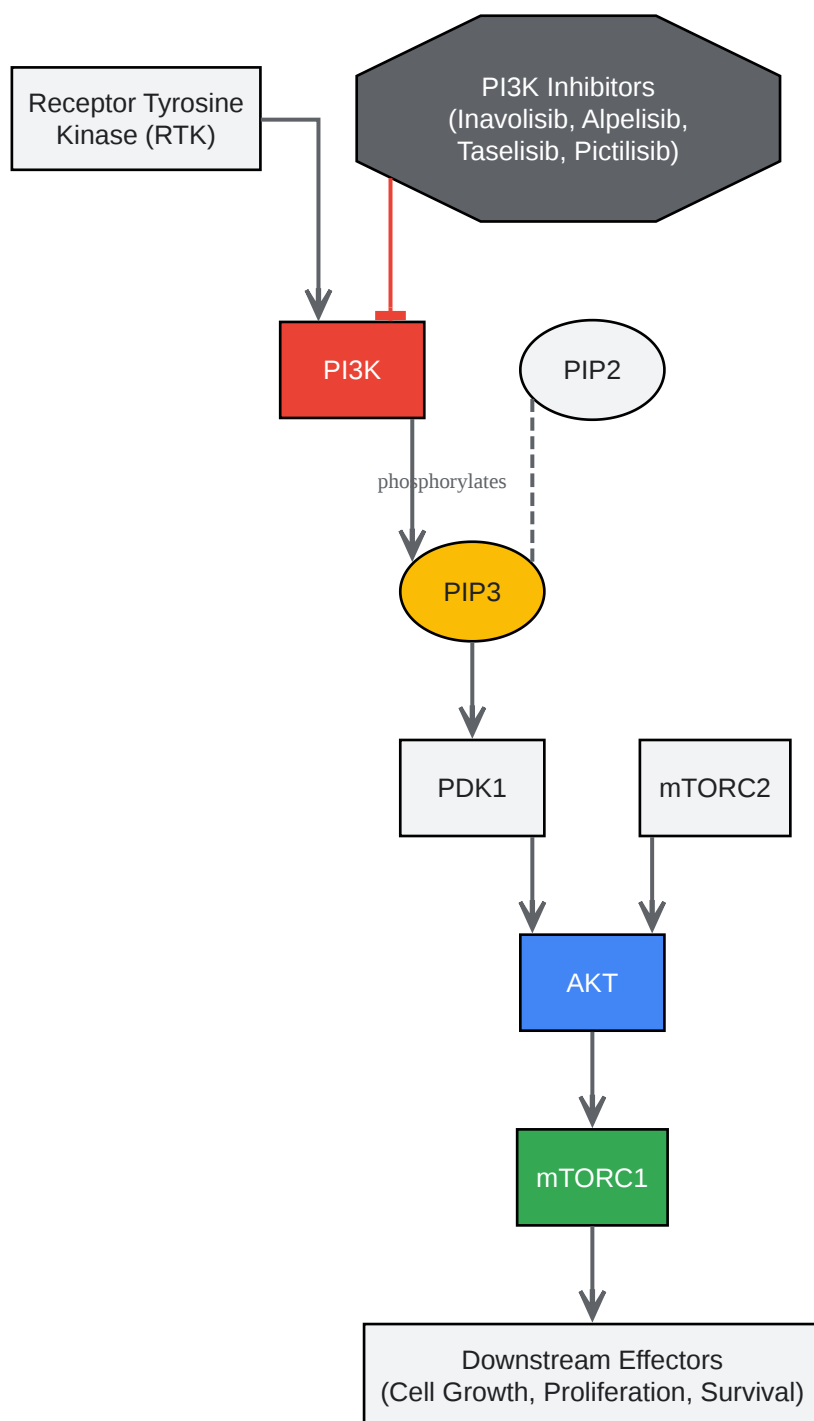 Receptor Tyrosine
Kinase (RTK)
PI3K Inhibitors
(Inavolisib, Alpelisib,
Taselisib, Pictilisib)
PI3K
PIP2
phosphorylates
PIP3
PDK1
mTORC2
AKT
mTORC1
Downstream Effectors
(Cell Growth, Proliferation, Survival)